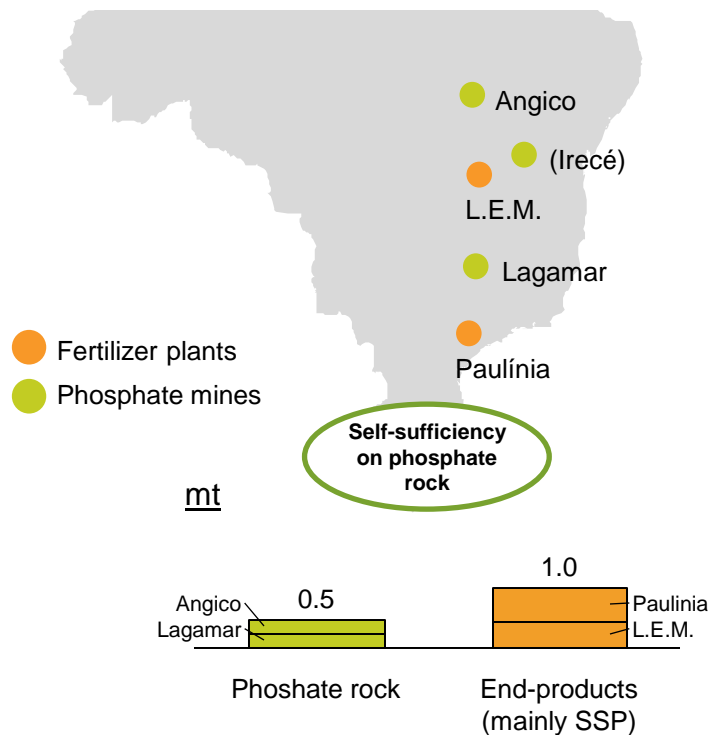 Angico
(Irecé)
L.E.M.
Lagamar
Paulínia
Fertilizer plants
Phosphate mines
Self-sufficiency
on phosphate
rock
mt
0.5
1.0
Angico
Lagamar
Paulinia
L.E.M.
Phoshate rock
End-products
(mainly SSP)